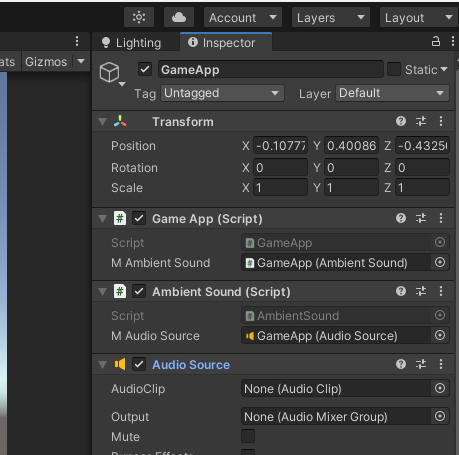 Account Layers Layout
Lighting Inspector
ats Gizmos
GameApp Static
Tag Untagged Layer Default
Transform
Position X -0.10777 Y 0.40086 Z -0.4325
Rotation X 0 Y 0 Z 0
Scale X 1 Y 1 Z 1
# Game App (Script)
Script # GameApp
M Ambient Sound # GameApp (Ambient Sound)
# Ambient Sound (Script)
Script # AmbientSound
M Audio Source GameApp (Audio Source)
Audio Source
AudioClip None (Audio Clip)
Output None (Audio Mixer Group)
Mute
Bypass Effects